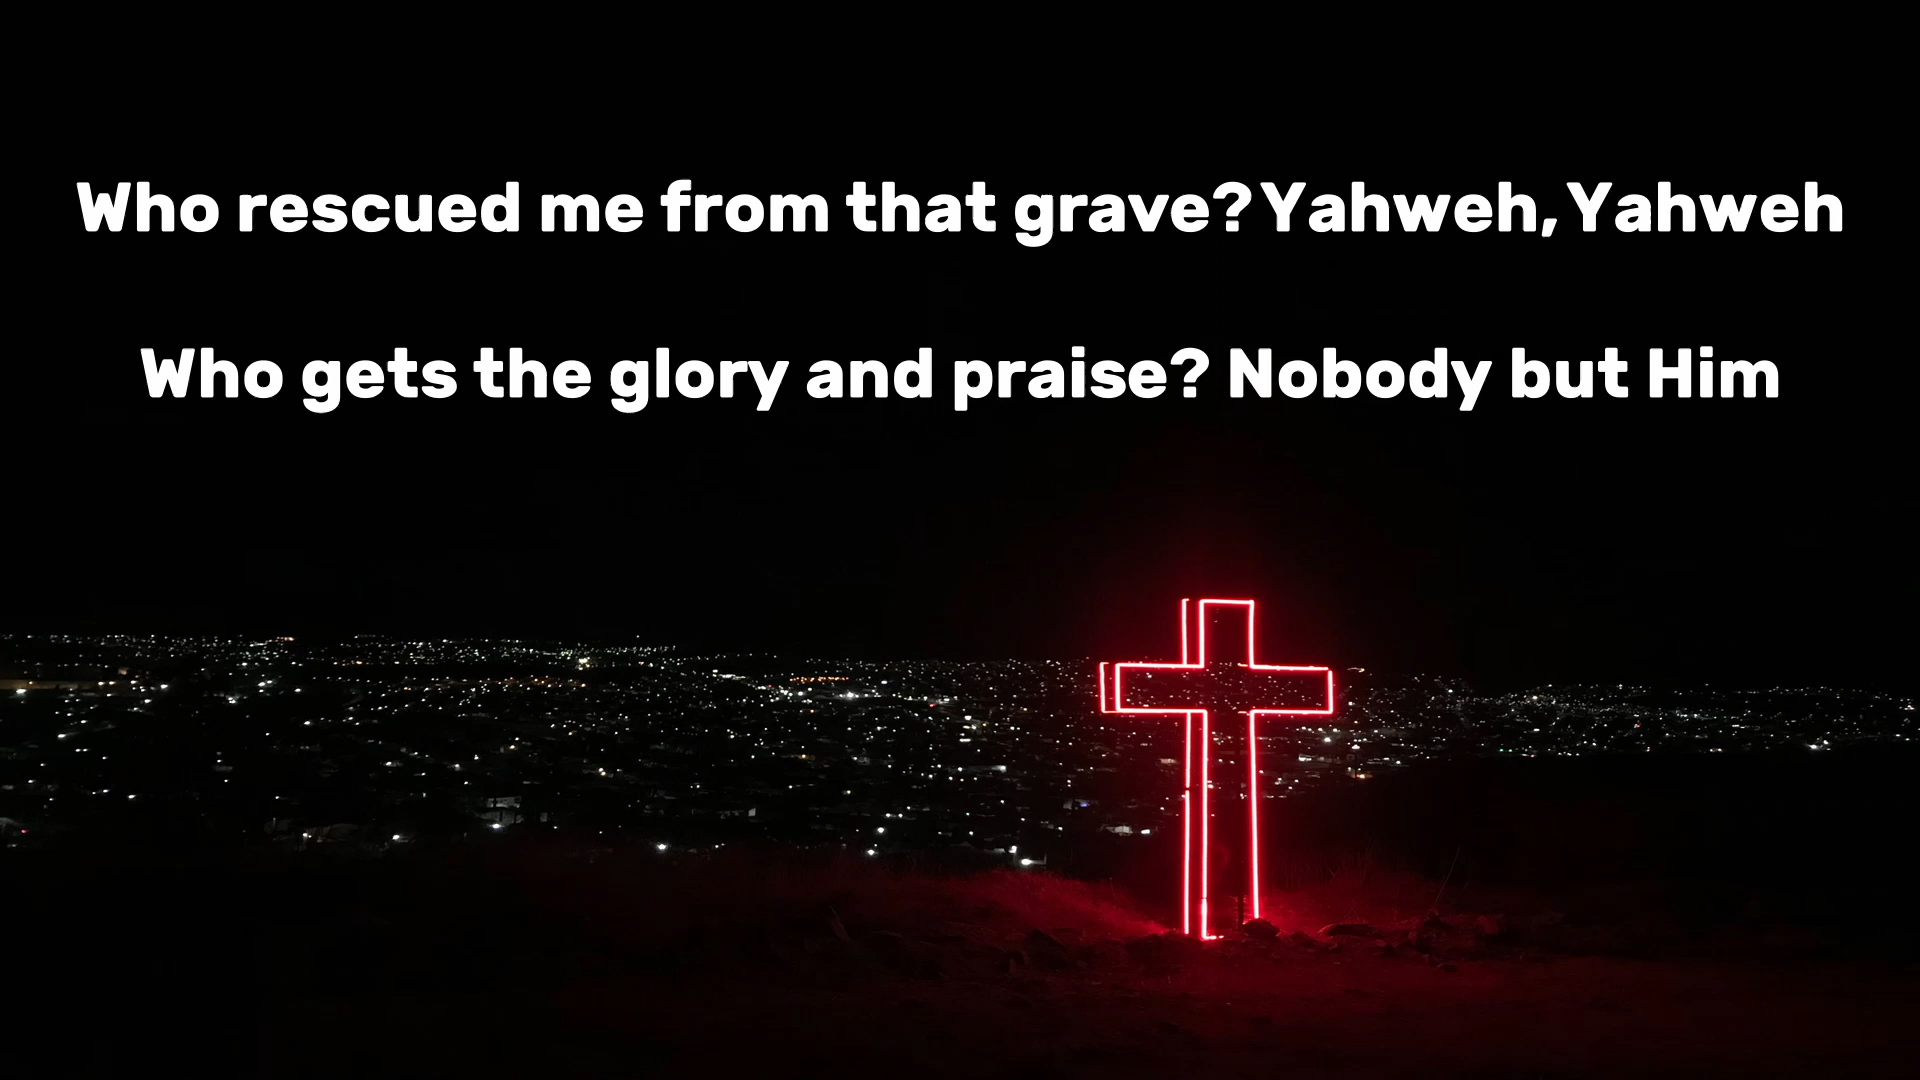 Who rescued me from that grave? Yahweh, Yahweh
Who gets the glory and praise? Nobody but Him